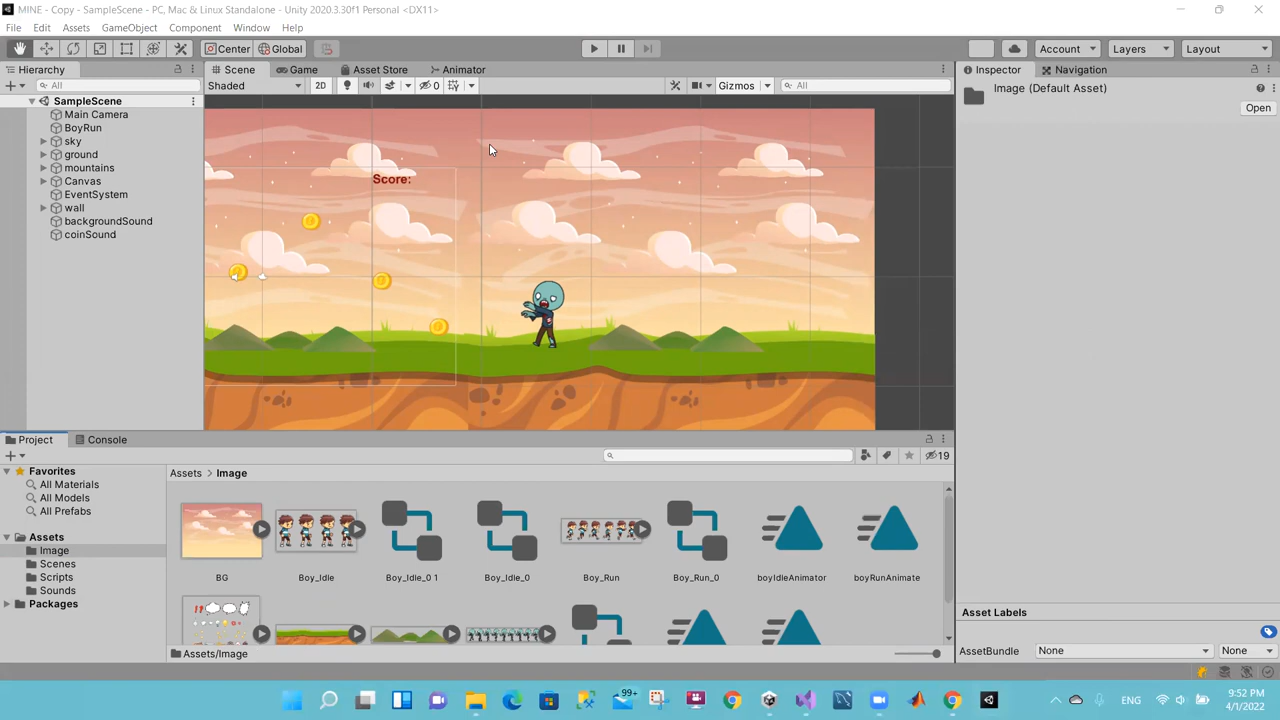 MINE - Copy - SampleScene - PC, Mac & Linux Standalone - Unity 2020.3.30f1 Personal <DX11>
File Edit Assets GameObject Component Window Help
Center Global Account Layers Layout
Hierarchy
All
SampleScene
Main Camera
BoyRun
sky
ground
mountains
Canvas
EventSystem
wall
backgroundSound
coinSound
Scene Game Asset Store Animator
Shaded 2D 0 Gizmos All
Score:
Inspector Navigation
Image (Default Asset)
Open
Project Console
19
Favorites
All Materials
All Models
All Prefabs
Assets
Image
Scenes
Scripts
Sounds
Packages
Assets > Image
BG Boy_Idle Boy_Idle_0 1 Boy_Idle_0 Boy_Run Boy_Run_0 boyIdleAnimator boyRunAnimate
Assets/Image
Asset Labels
AssetBundle None None
99+
ENG
9:52 PM
4/1/2022